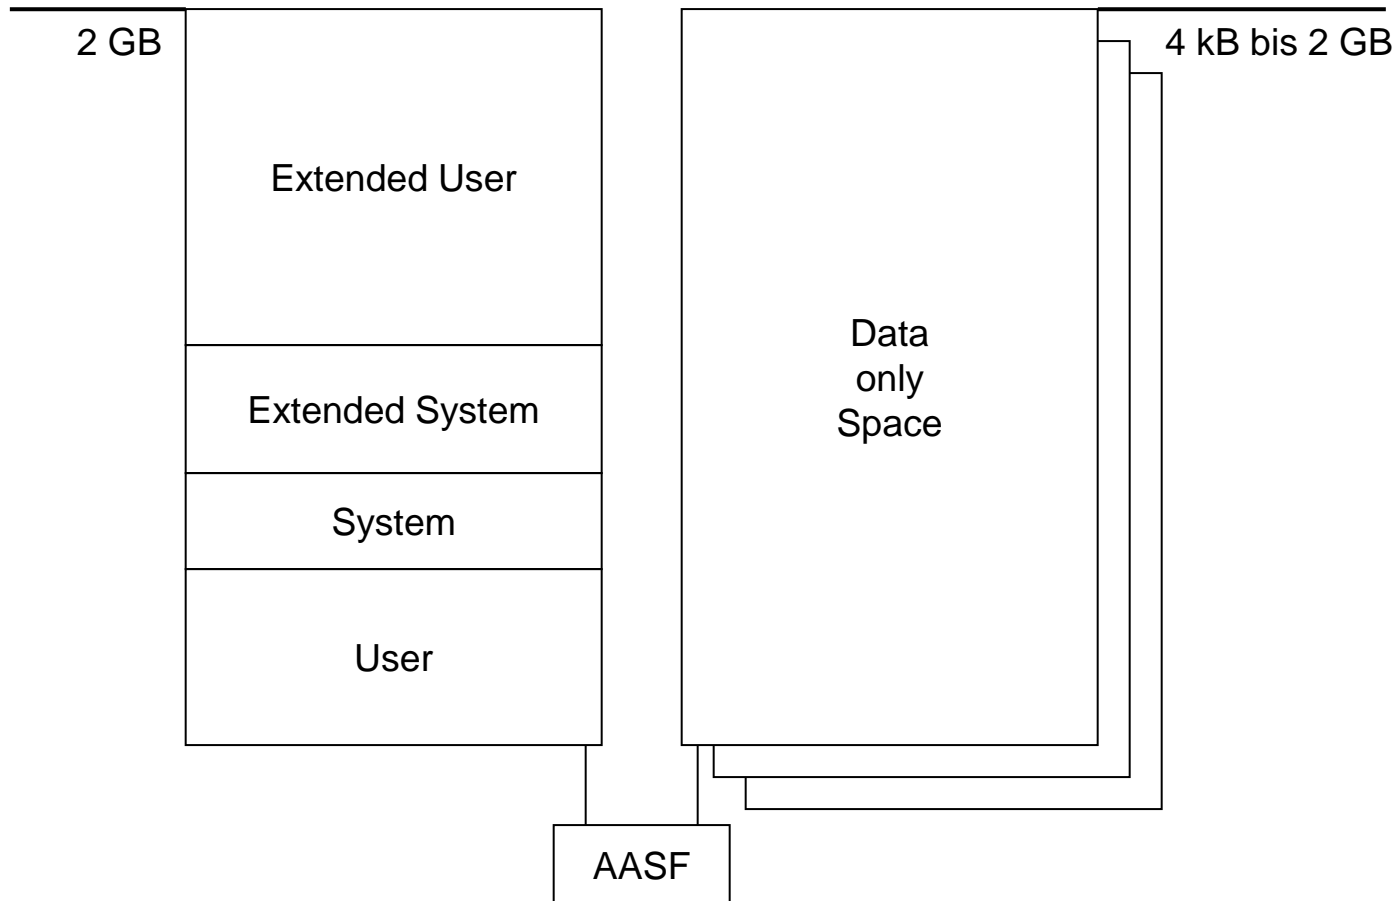 2 GB
4 kB bis 2 GB
Extended User
Extended System
System
User
Data
only
Space
AASF